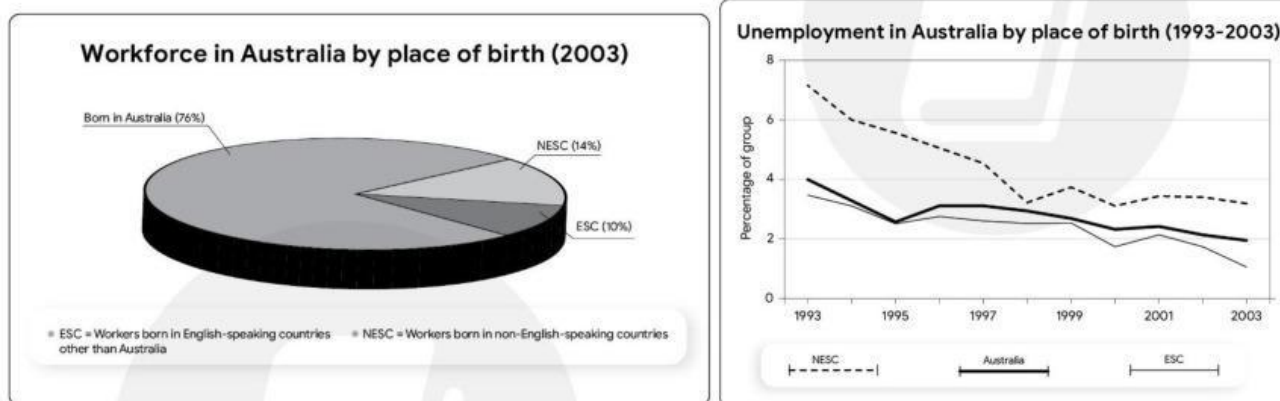 Workforce in Australia by place of birth (2003)
Born in Australia (76%)
NESC (14%)
ESC (10%)
ESC = Workers born in English-speaking countries
other than Australia
NESC = Workers born in non-English-speaking countries
Unemployment in Australia by place of birth (1993-2003)
Percentage of group
8
6
4
2
0
1993
1995
1997
1999
2001
2003
NESC
Australia
ESC